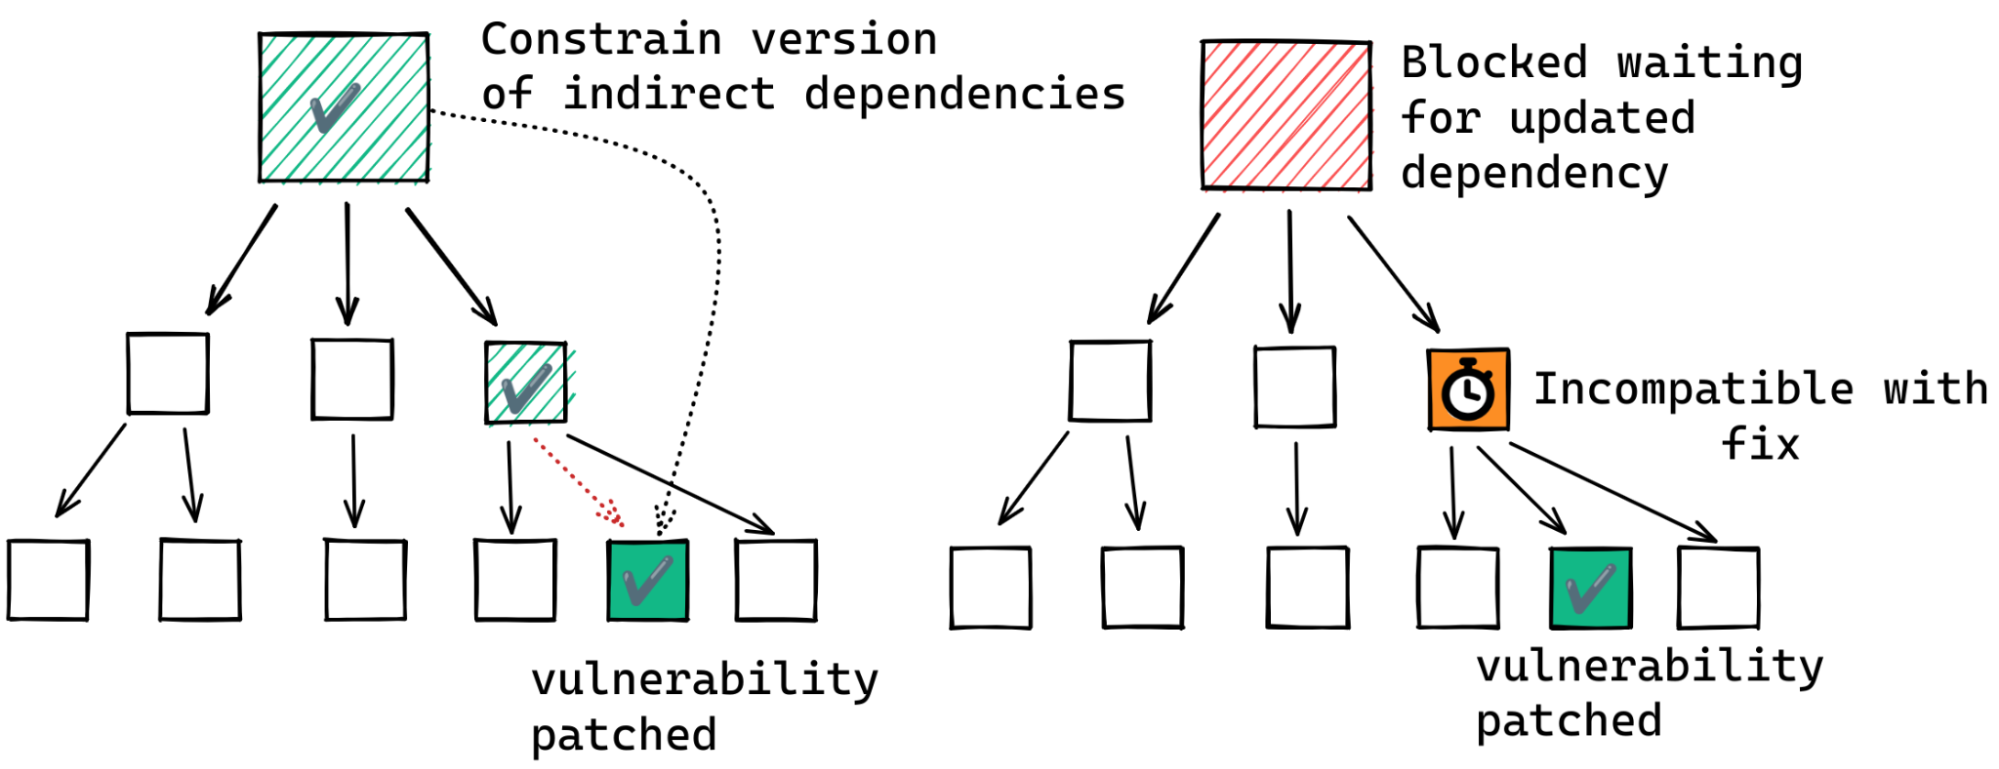 Constrain version
of indirect dependencies
vulnerability
patched
Blocked waiting
for updated
dependency
Incompatible with
fix
vulnerability
patched